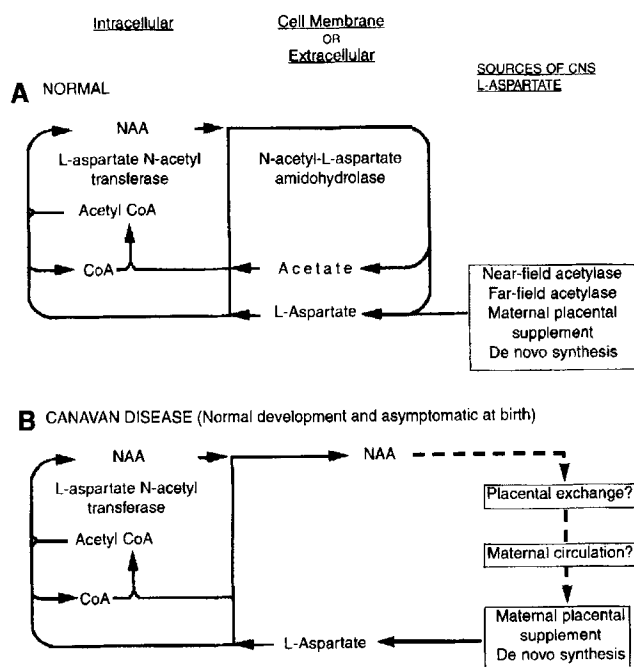 Intracellular
Cell Membrane
OR
Extracellular
SOURCES OF CNS
L-ASPARTATE
A NORMAL
NAA
L-aspartate N-acetyl
transferase
N-acetyl-L-aspartate
amidohydrolase
Acetyl CoA
CoA
Acetate
L-Aspartate
Near-field acetylase
Far-field acetylase
Maternal placental
supplement
De novo synthesis
B CANAVAN DISEASE (Normal development and asymptomatic at birth)
NAA
NAA
L-aspartate N-acetyl
transferase
Placental exchange?
Acetyl CoA
Maternal circulation?
CoA
L-Aspartate
Maternal placental
supplement
De novo synthesis